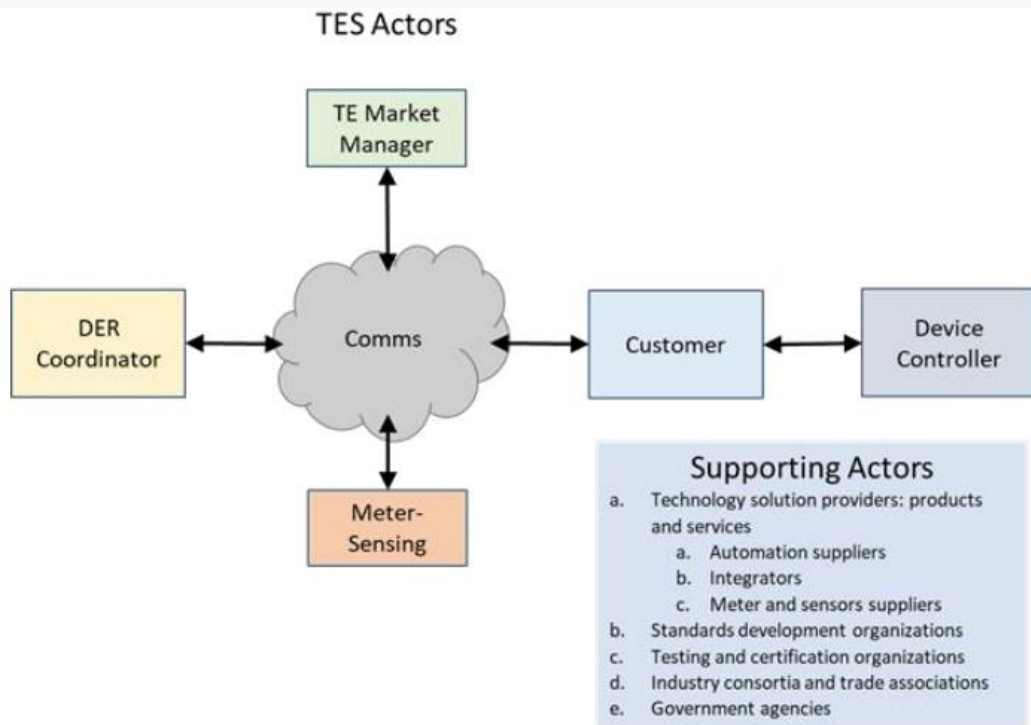 TES Actors
TE Market
Manager
DER
Coordinator
Comms
Customer
Device
Controller
Meter-
Sensing
Supporting Actors
a. Technology solution providers: products
and services
a. Automation suppliers
b. Integrators
c. Meter and sensors suppliers
b. Standards development organizations
c. Testing and certification organizations
d. Industry consortia and trade associations
e. Government agencies